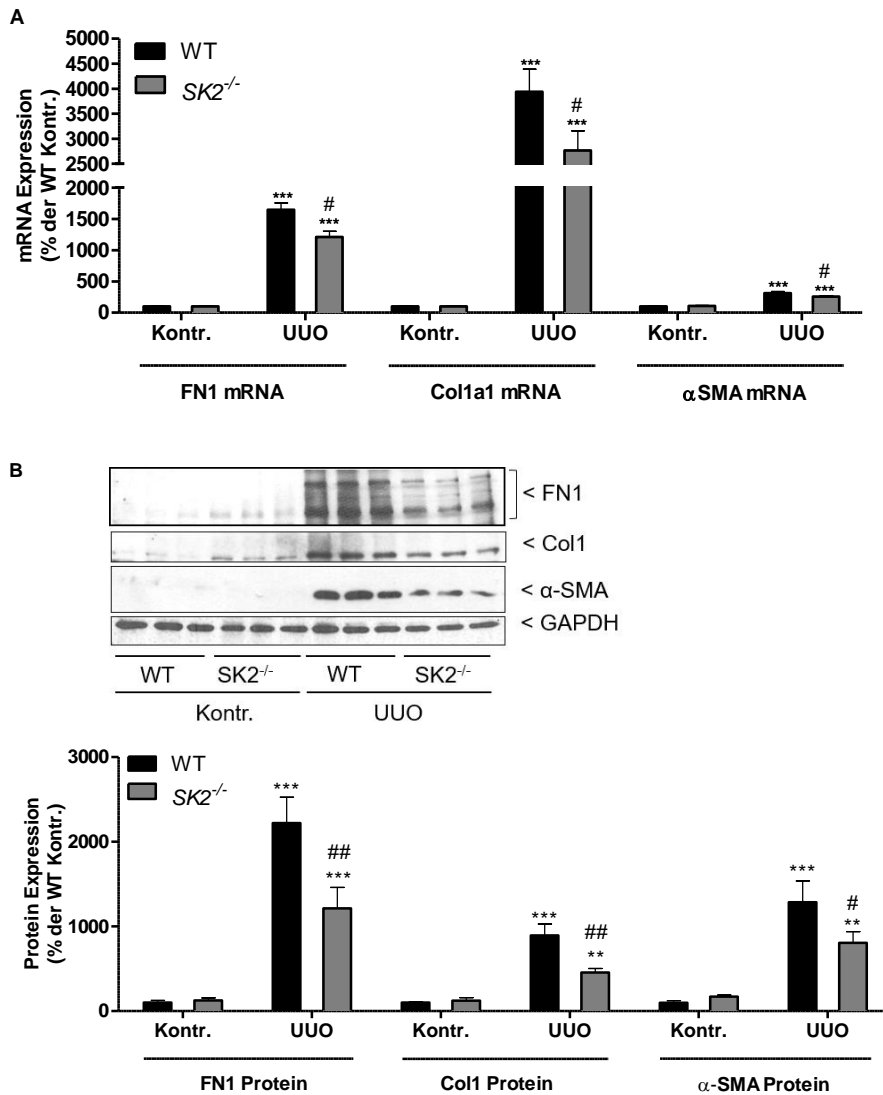 A
mRNA Expression
(% der WT Kontr.)
5000
4500
4000
3500
3000
2500
2000
1500
1000
500
0
WT
SK2-/-
***
#
***
***
#
***
***
#
***
Kontr. UUO Kontr. UUO Kontr. UUO
FN1 mRNA Col1a1 mRNA αSMA mRNA
B
< FN1
< Col1
< α-SMA
< GAPDH
WT SK2-/- WT SK2-/-
Kontr. UUO
Protein Expression
(% der WT Kontr.)
3000
2000
1000
0
WT
SK2-/-
***
##
***
***
##
**
***
#
**
Kontr. UUO Kontr. UUO Kontr. UUO
FN1 Protein Col1 Protein α-SMA Protein